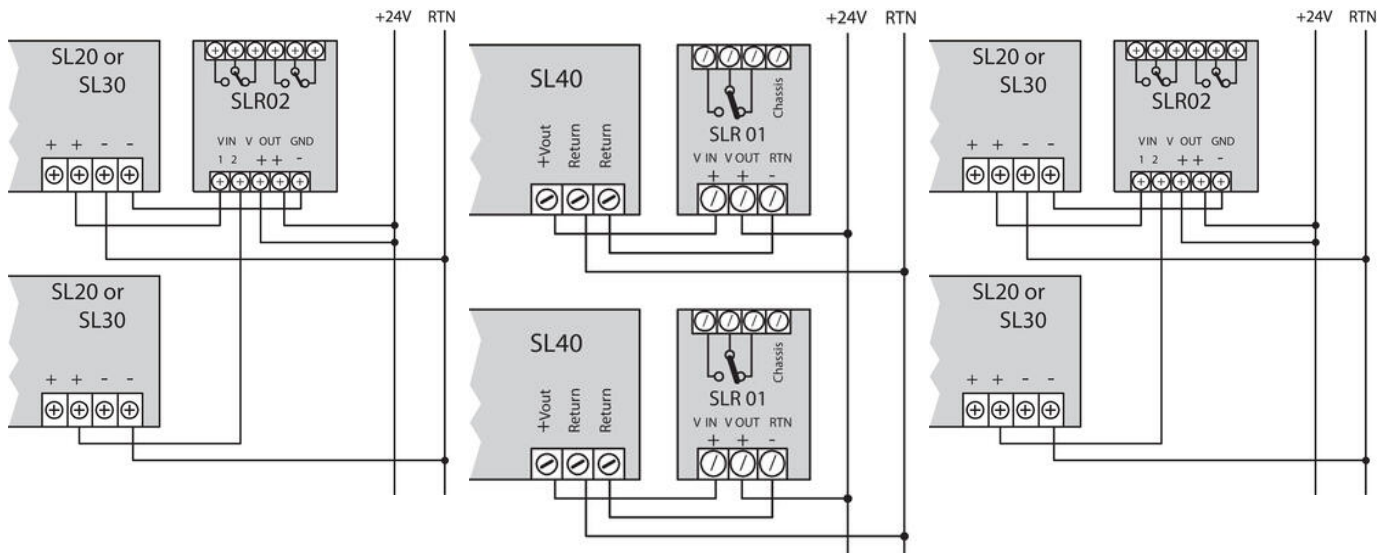 +24V RTN
SL20 or
SL30
+ + - -
SLR02
VIN V OUT GND
1 2 + + -
SL20 or
SL30
+ + - -
+24V RTN
SL40
+Vout
Return
Return
Chassis
SLR 01
V IN V OUT RTN
+ + -
SL40
+Vout
Return
Return
Chassis
SLR 01
V IN V OUT RTN
+ + -
+24V RTN
SL20 or
SL30
+ + - -
SLR02
VIN V OUT GND
1 2 + + -
SL20 or
SL30
+ + - -